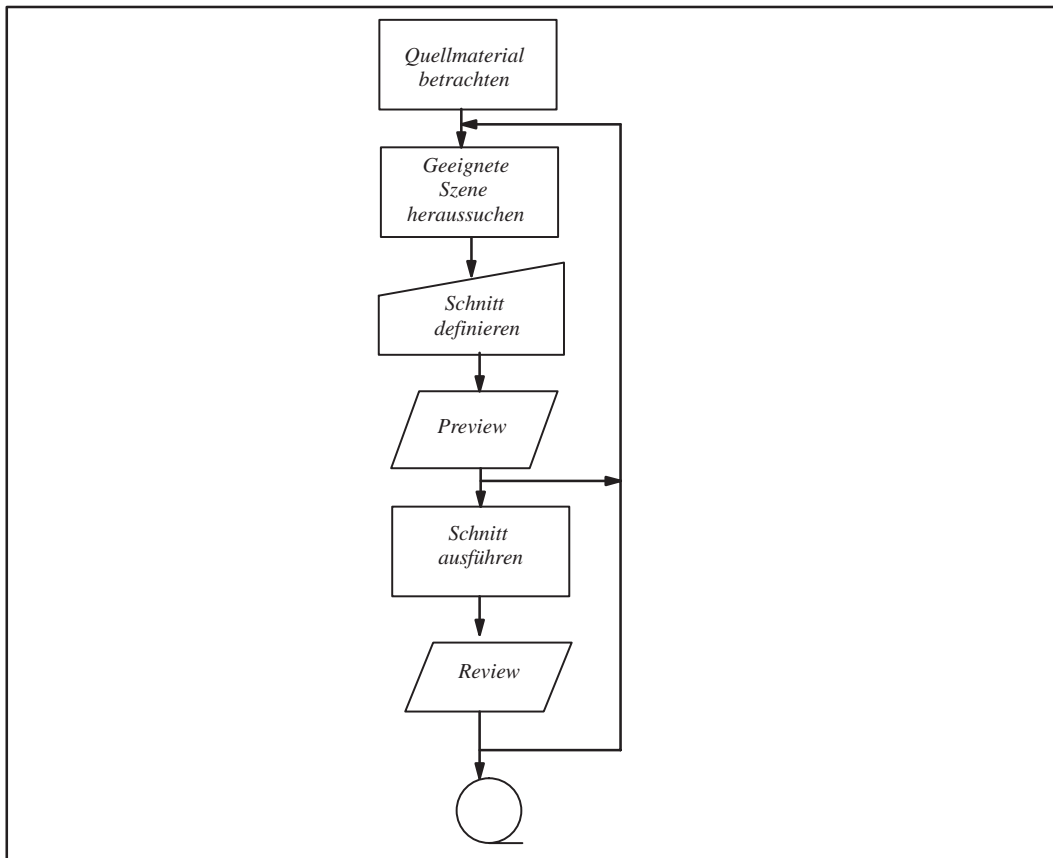 Quellmaterial
betrachten
Geeignete
Szene
heraussuchen
Schnitt
definieren
Preview
Schnitt
ausführen
Review